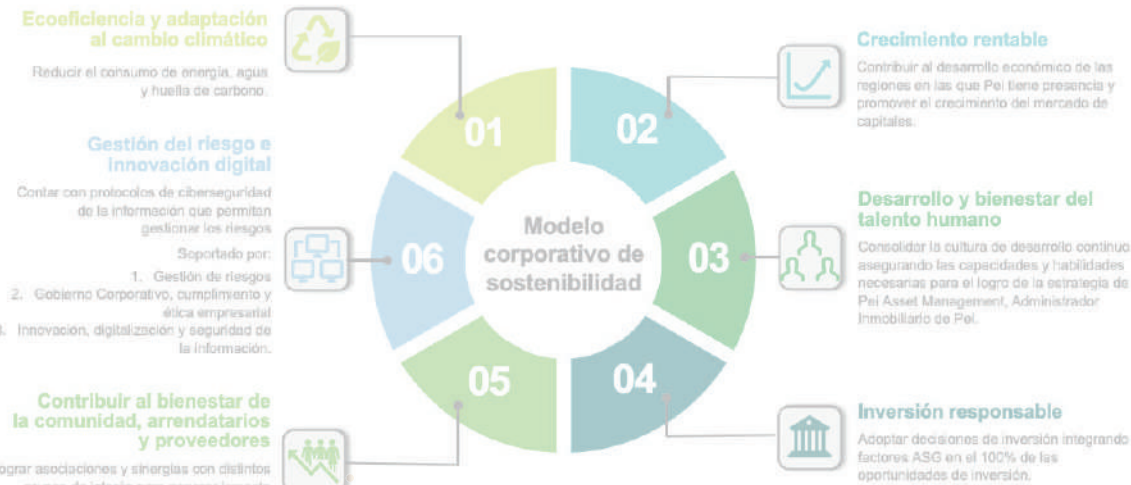 Ecoeficiencia y adaptación
al cambio climático
Reducir el consumo de energía, agua
y huella de carbono.
Gestión del riesgo e
innovación digital
Contar con protocolos de ciberseguridad
de la información que permitan
gestionar los riesgos
Soportado por:
1. Gestión de riesgos
2. Gobierno Corporativo, cumplimiento y
ética empresarial
3. Innovación, digitalización y seguridad de
la información.
Contribuir al bienestar de
la comunidad, arrendatarios
y proveedores
asociaciones y sinergias con distintos
01
02
03
04
05
06
Modelo
corporativo de
sostenibilidad
Crecimiento rentable
Contribuir al desarrollo económico de las
regiones en las que Pei tiene presencia y
promover el crecimiento del mercado de
capitales.
Desarrollo y bienestar del
talento humano
Consolidar la cultura de desarrollo continuo
asegurando las capacidades y habilidades
necesarias para el logro de la estrategia de
Pei Asset Management, Administrador
Inmobiliario de Pei.
Inversión responsable
Adoptar decisiones de inversión integrando
factores ASG en el 100% de las
oportunidades de inversión.